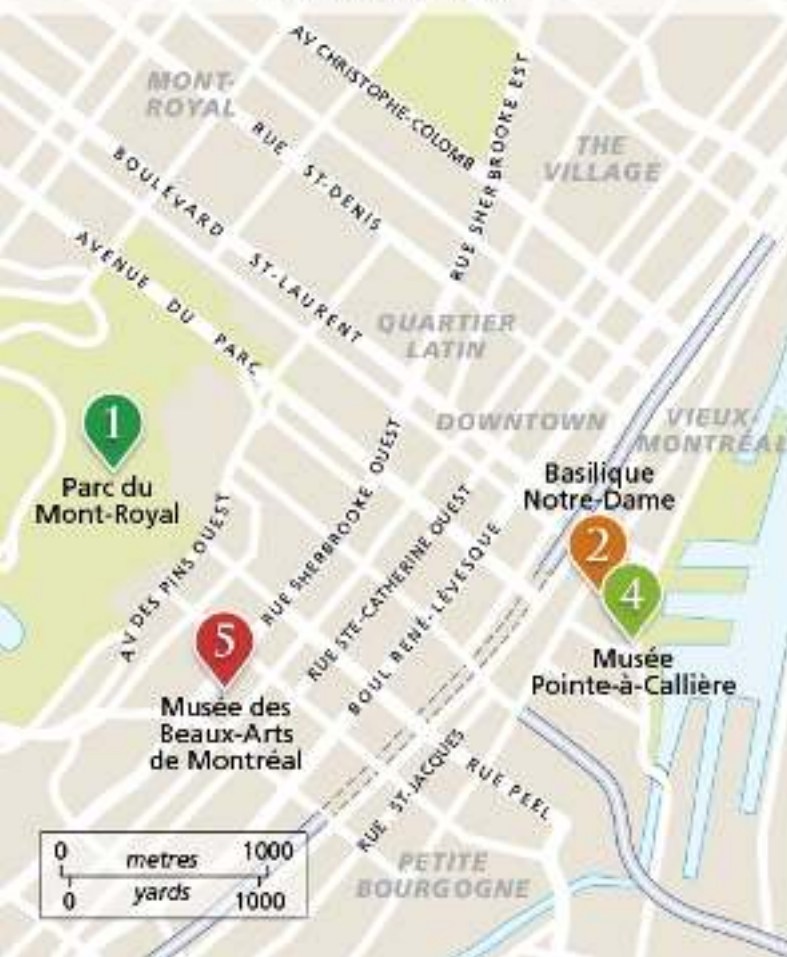 AV CHRISTOPHE-COLOMB
MONT-
ROYAL
RUE SHERBROOKE EST
RUE ST-DENIS
THE
VILLAGE
BOULEVARD ST-LAURENT
AVENUE DU PARC
QUARTIER
LATIN
DOWNTOWN
VIEUX-
MONTRÉAL
1
Parc du
Mont-Royal
Basilique
Notre-Dame
2
4
Musée
Pointe-à-Callière
AV DES PINS OUEST
RUE SHERBROOKE OUEST
RUE STE-CATHERINE OUEST
BOUL RENÉ-LÉVESQUE
5
Musée des
Beaux-Arts
de Montréal
RUE ST-JACQUES
RUE PEEL
PETITE
BOURGOGNE
0 metres 1000
0 yards 1000